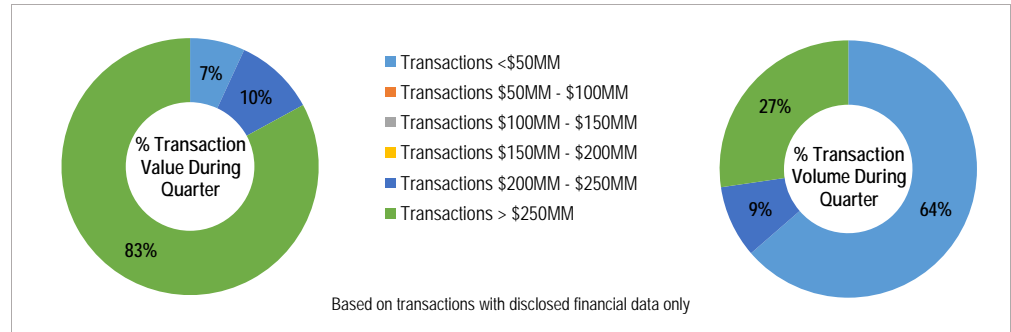 7%
10%
83%
% Transaction
Value During
Quarter
Transactions <$50MM
Transactions $50MM - $100MM
Transactions $100MM - $150MM
Transactions $150MM - $200MM
Transactions $200MM - $250MM
Transactions > $250MM
27%
9%
64%
% Transaction
Volume During
Quarter
Based on transactions with disclosed financial data only